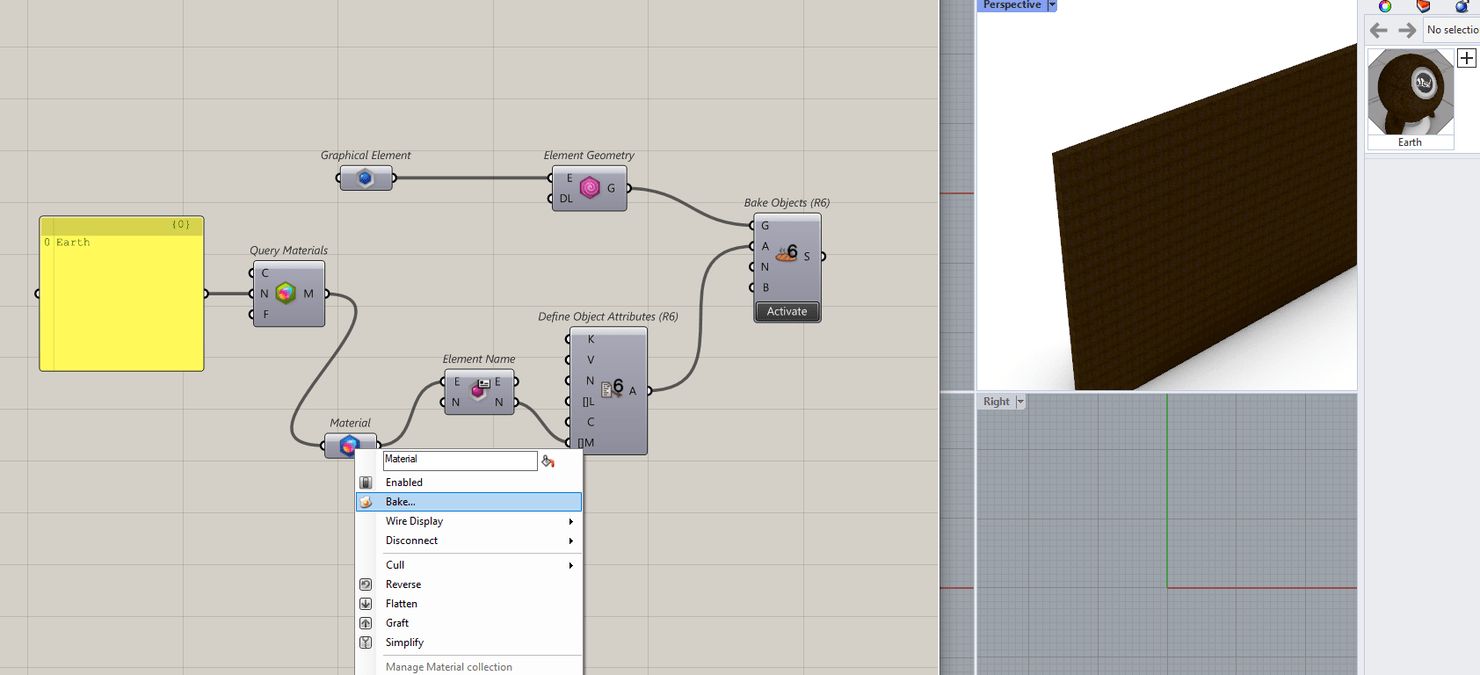 Perspective
No selectio
Earth
Graphical Element
Element Geometry
E
DL
G
Bake Objects (R6)
G
A
N
B
6
S
Activate
{0}
0 Earth
Query Materials
C
N
F
M
Define Object Attributes (R6)
K
V
N
[]L
C
[]M
6
A
Element Name
E
N
E
N
Material
Material
Enabled
Bake...
Wire Display
Disconnect
Cull
Reverse
Flatten
Graft
Simplify
Manage Material collection
Right